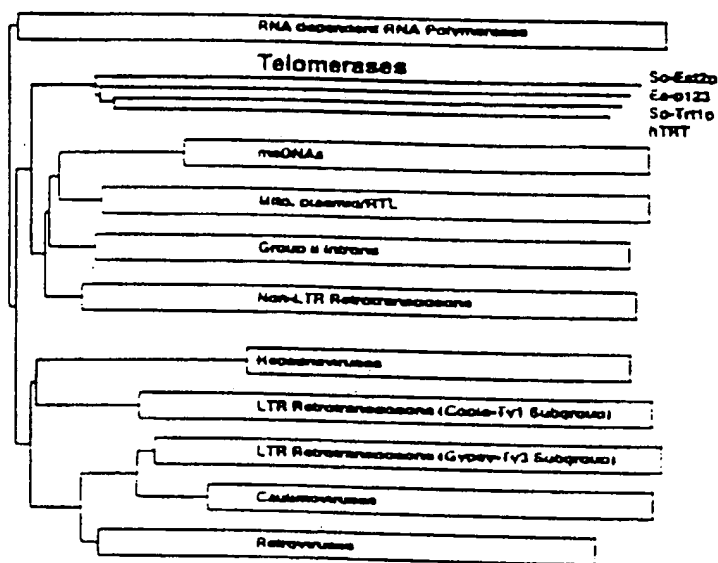 RNA dependent RNA Polymerases
Telomerases
Sc-Est2p
Ea-p123
Sp-Trt1p
hTRT
msDNAs
Mito. plasmid/RTL
Group II Introns
Non-LTR Retrotransposons
Hepadnaviruses
LTR Retrotransposons (Copia-Ty1 Subgroup)
LTR Retrotransposons (Gypsy-Ty3 Subgroup)
Caulimoviruses
Retroviruses